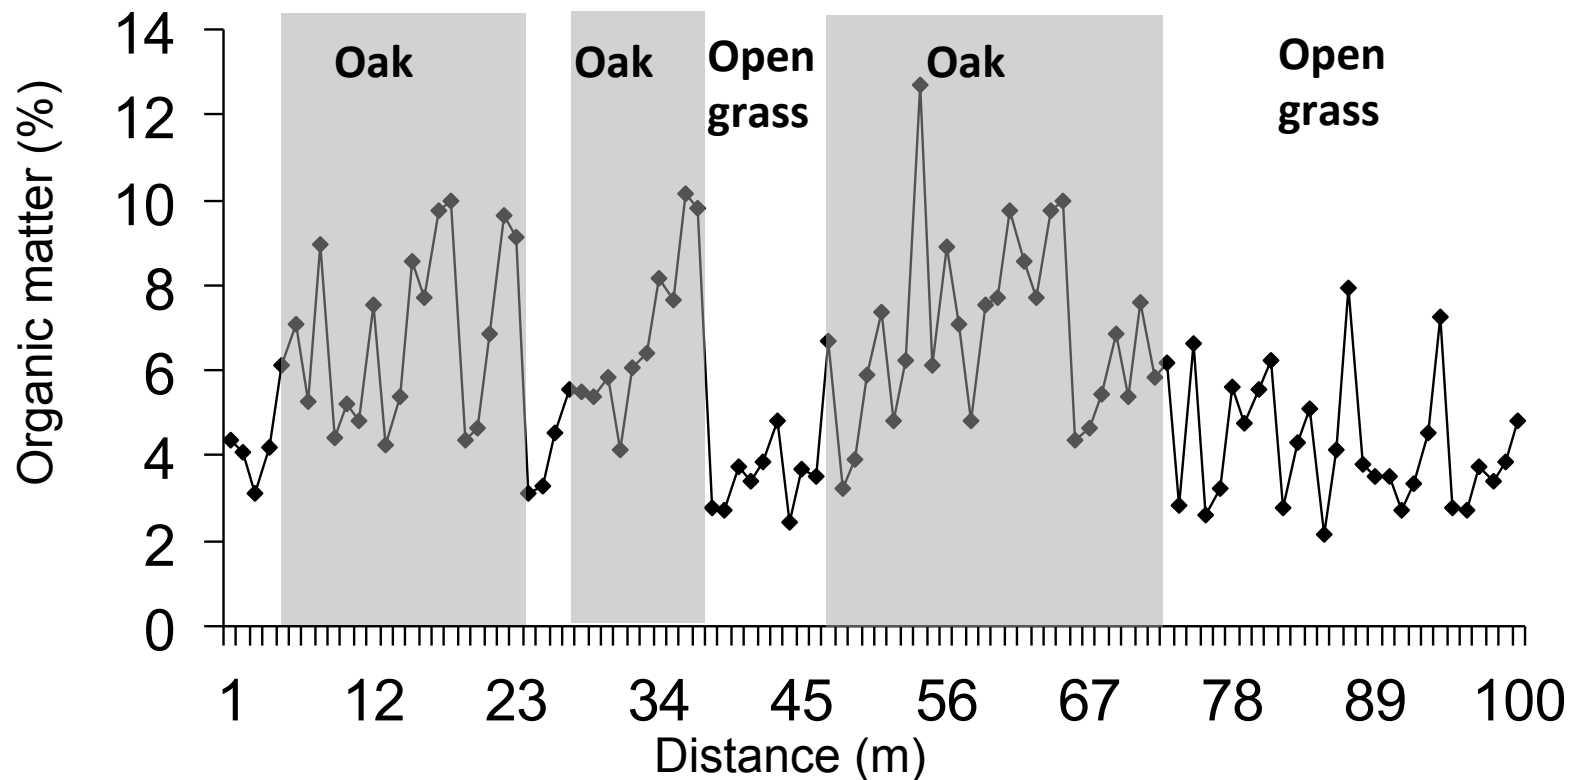 14
12
10
8
6
4
2
0
Organic matter (%)
Oak
Oak
Open
grass
Oak
Open
grass
1 12 23 34 45 56 67 78 89 100
Distance (m)